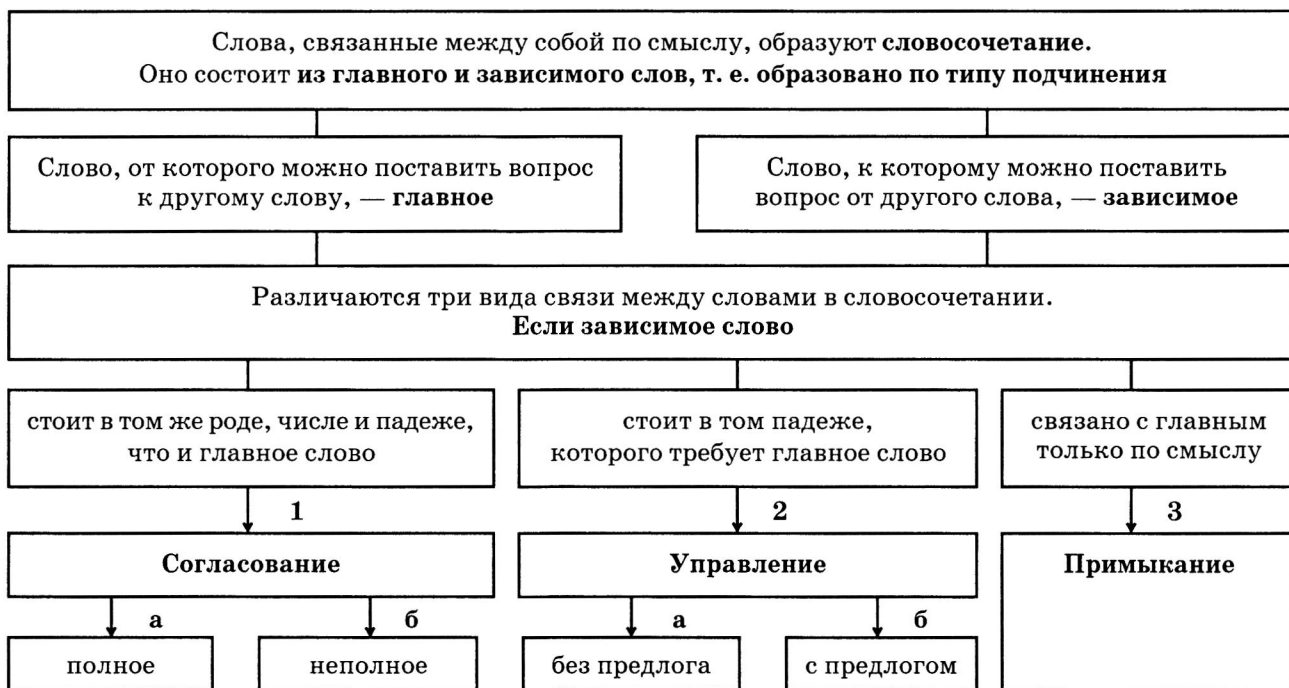 Слова, связанные между собой по смыслу, образуют словосочетание.
Оно состоит из главного и зависимого слов, т. е. образовано по типу подчинения
Слово, от которого можно поставить вопрос
к другому слову, — главное
Слово, к которому можно поставить
вопрос от другого слова, — зависимое
Различаются три вида связи между словами в словосочетании.
Если зависимое слово
стоит в том же роде, числе и падеже,
что и главное слово
стоит в том падеже,
которого требует главное слово
связано с главным
только по смыслу
1
2
3
Согласование
Управление
Примыкание
а
б
а
б
полное
неполное
без предлога
с предлогом